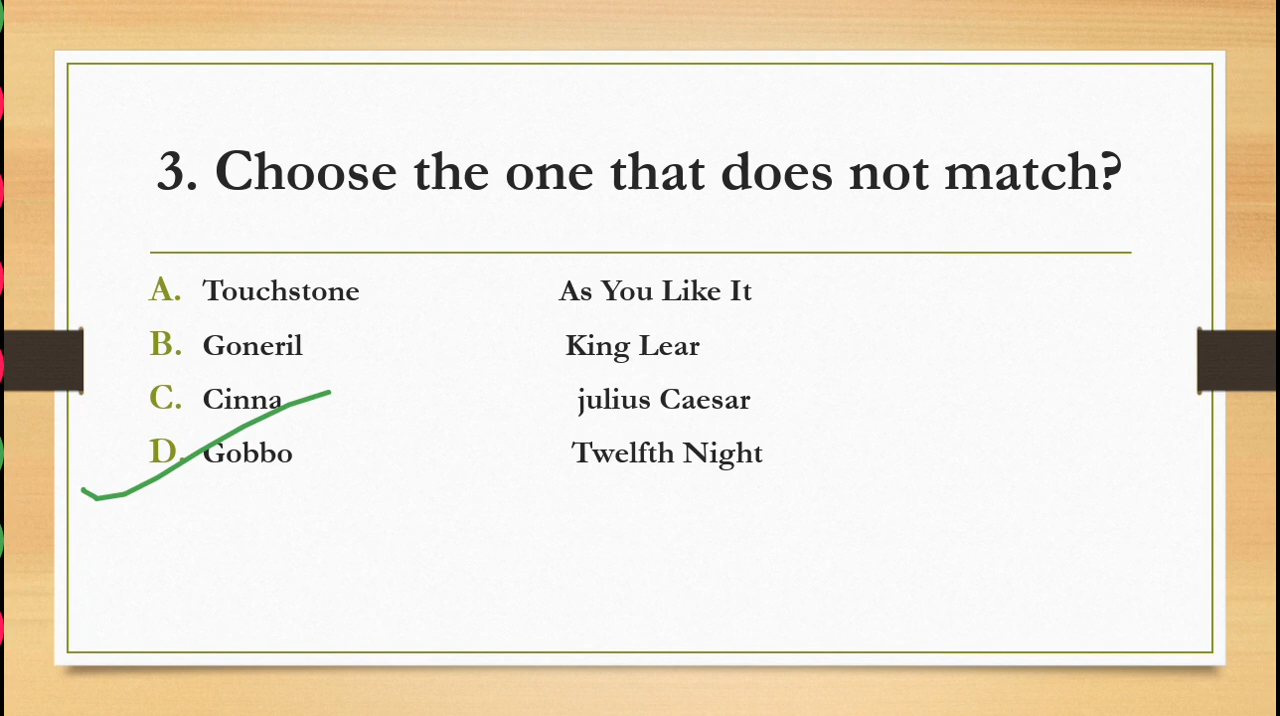 3. Choose the one that does not match?
A. Touchstone As You Like It
B. Goneril King Lear
C. Cinna julius Caesar
D. Gobbo Twelfth Night